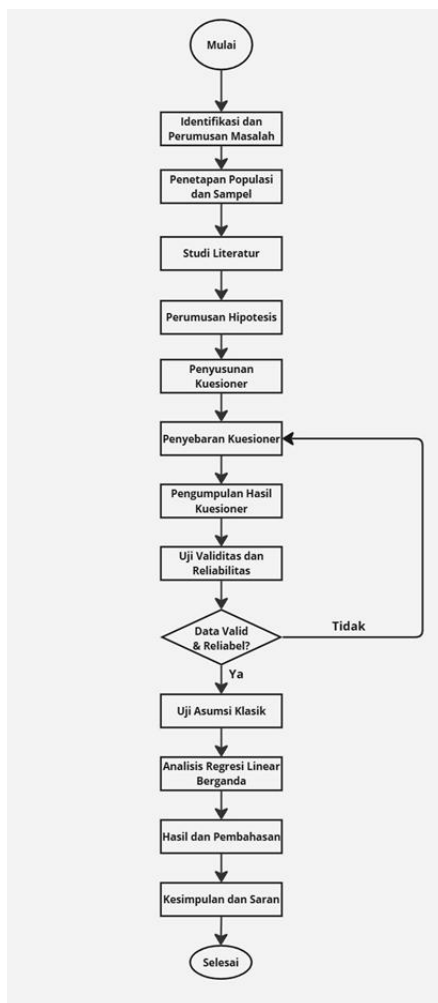 Mulai
Identifikasi dan
Perumusan Masalah
Penetapan Populasi
dan Sampel
Studi Literatur
Perumusan Hipotesis
Penyusunan
Kuesioner
Penyebaran Kuesioner
Pengumpulan Hasil
Kuesioner
Uji Validitas dan
Reliabilitas
Data Valid
& Reliabel?
Tidak
Ya
Uji Asumsi Klasik
Analisis Regresi Linear
Berganda
Hasil dan Pembahasan
Kesimpulan dan Saran
Selesai